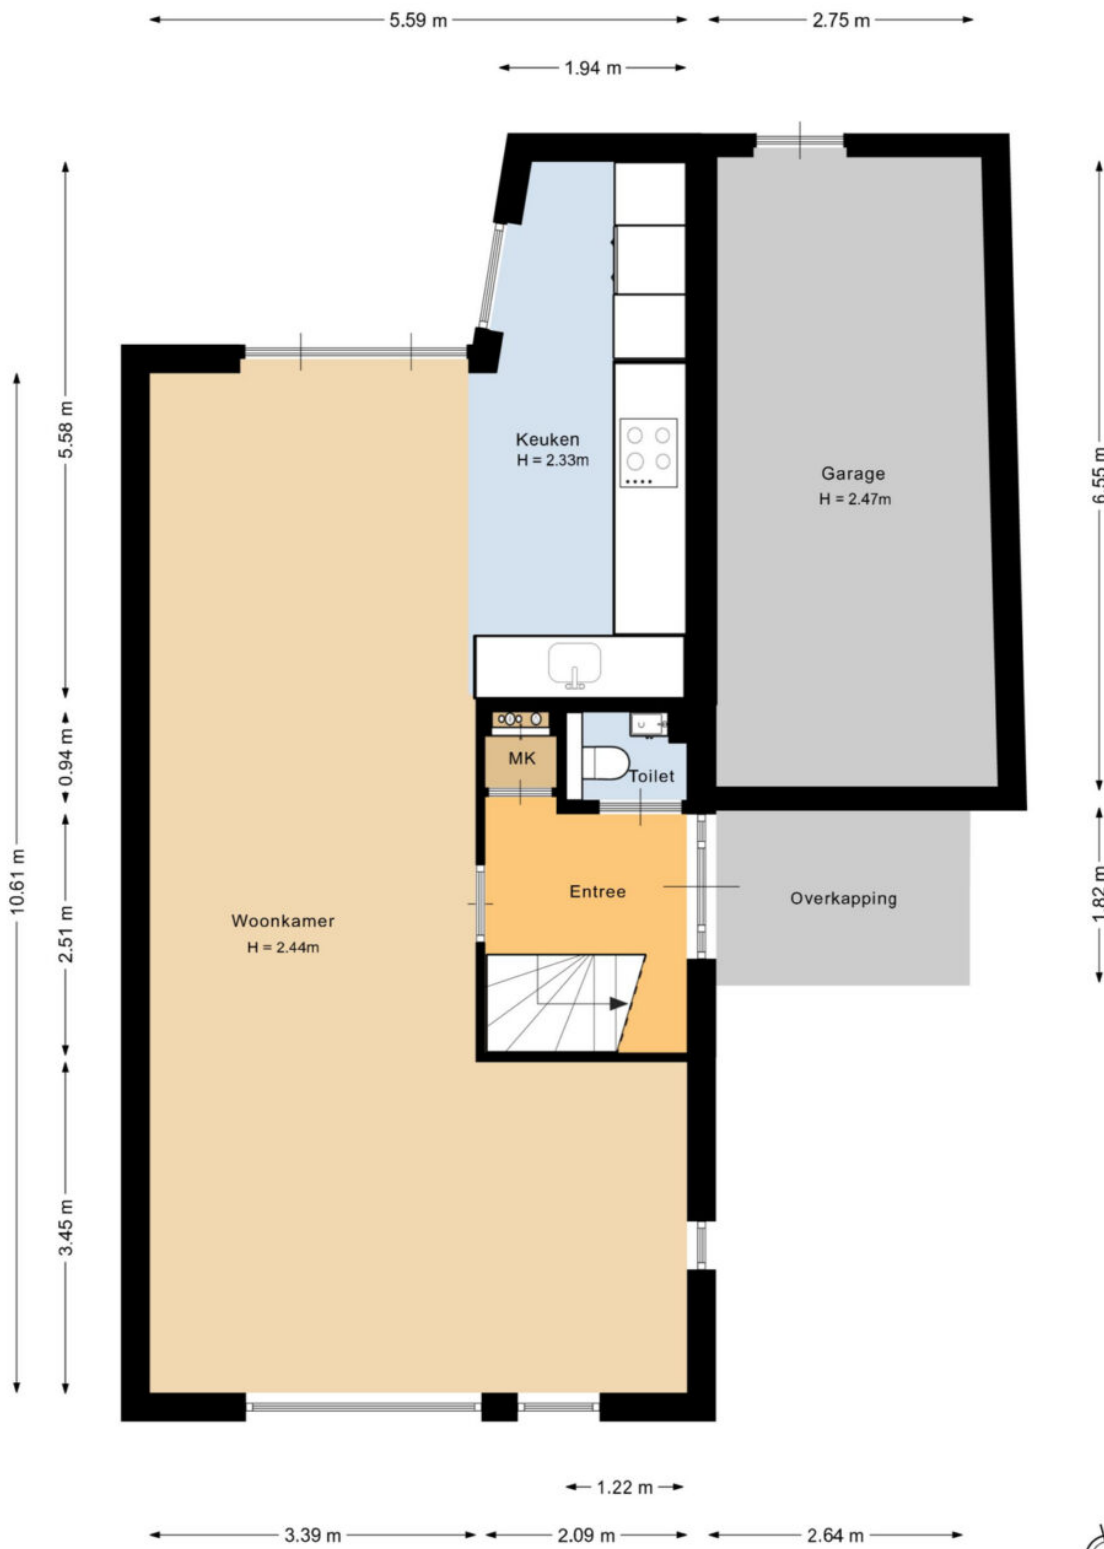 5.59 m
2.75 m
1.94 m
5.58 m
Keuken
H = 2.33m
Garage
H = 2.47m
6.55 m
0.94 m
MK
Toilet
10.61 m
2.51 m
Woonkamer
H = 2.44m
Entree
Overkapping
1.82 m
3.45 m
1.22 m
3.39 m
2.09 m
2.64 m